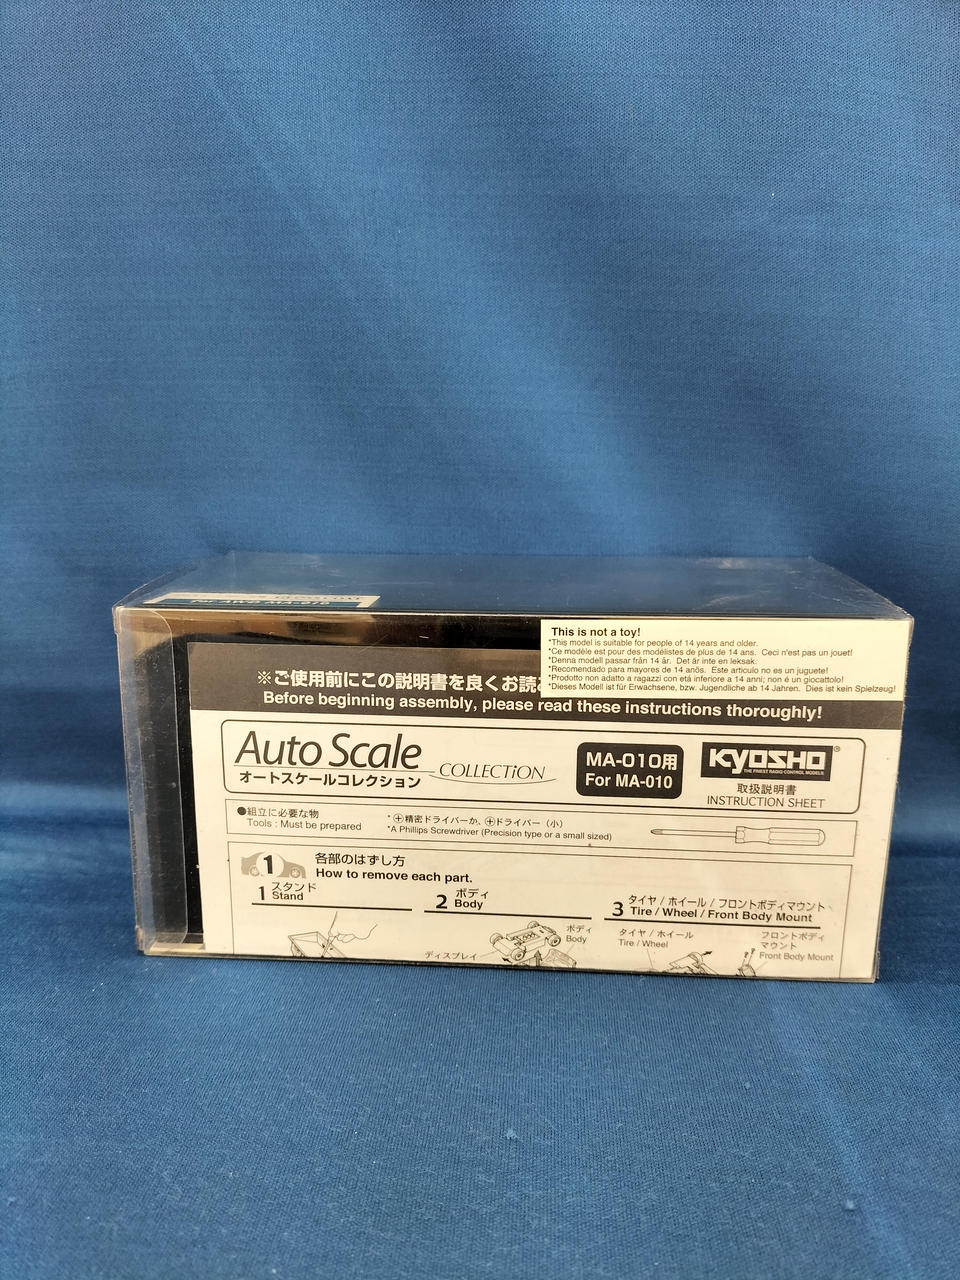 This is not a toy!
*This model is suitable for people of 14 years and older.
*Ce modèle est pour des modélistes de plus de 14 ans. Ceci n'est pas un jouet!
*Denna modell passar från 14 år. Det är inte en leksak.
*Recomendado para mayores de 14 anõs. Este articulo no es un juguete!
*Prodotto non adatto a ragazzi con età inferiore a 14 anni; non é un giocattolo!
*Dieses Modell ist für Erwachsene, bzw. Jugendliche ab 14 Jahren. Dies ist kein Spielzeug!
※ご使用前にこの説明書を良くお読
Before beginning assembly, please read these instructions thoroughly!
Auto Scale COLLECTiON
オートスケールコレクション
MA-010用
For MA-010
KYOSHO®
THE FINEST RADIO CONTROL MODELS
取扱説明書
INSTRUCTION SHEET
●組立に必要な物
Tools : Must be prepared
*⊕精密ドライバーか、⊕ドライバー（小）
*A Phillips Screwdriver (Precision type or a small sized)
1 各部のはずし方
How to remove each part.
1 スタンド
Stand
2 ボディ
Body
3 タイヤ / ホイール / フロントボディマウント
Tire / Wheel / Front Body Mount
ディスプレイ
ボディ
Body
タイヤ / ホイール
Tire / Wheel
フロントボディ
マウント
Front Body Mount